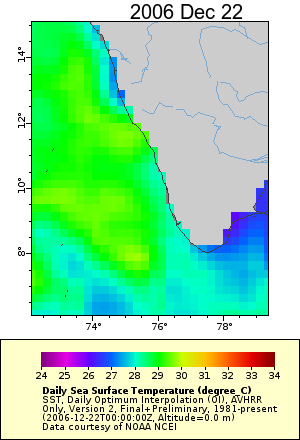 2006 Dec 22
14°
12°
10°
8°
74°
76°
78°
24 25 26 27 28 29 30 31 32 33 34
Daily Sea Surface Temperature (degree_C)
SST, Daily Optimum Interpolation (OI), AVHRR
Only, Version 2, Final+Preliminary, 1981-present
(2006-12-22T00:00:00Z, Altitude=0.0 m)
Data courtesy of NOAA NCEI